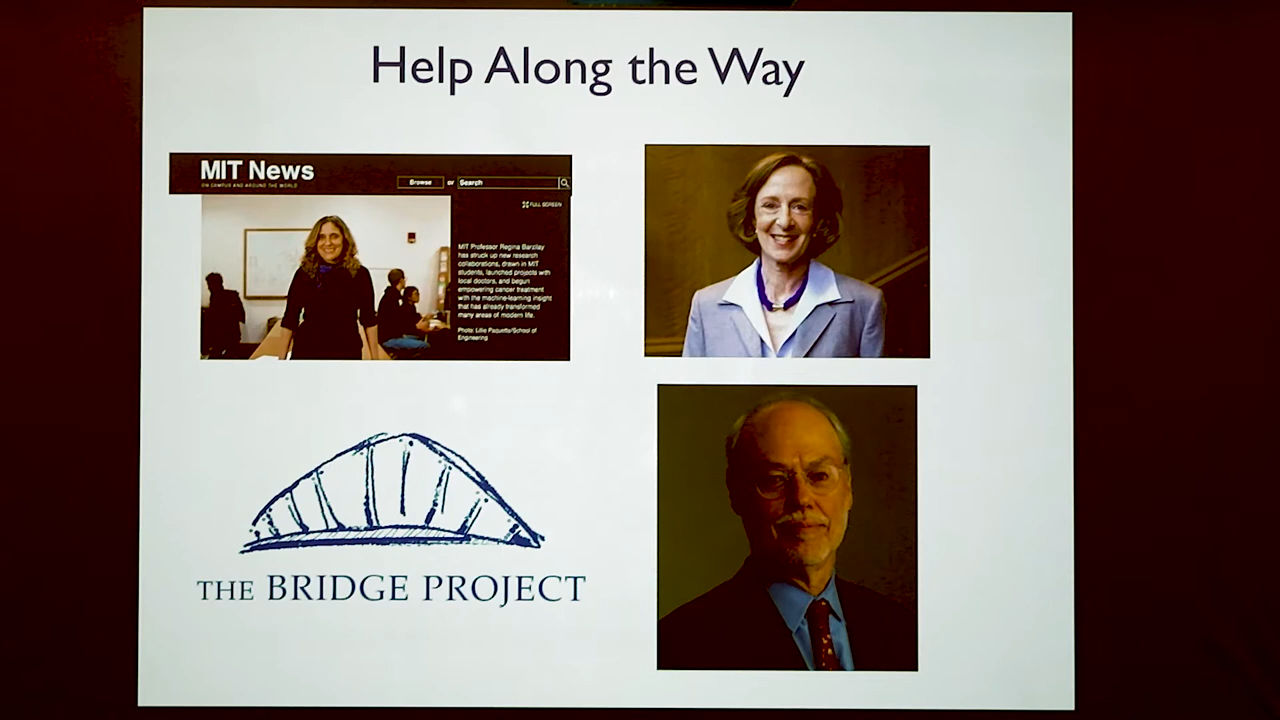 Help Along the Way
MIT News
ON CAMPUS AND AROUND THE WORLD
Browse or Search
FULL SCREEN
MIT Professor Regina Barzilay
has struck up new research
collaborations, drawn in MIT
students, launched projects with
local doctors, and begun
empowering cancer treatment
with the machine-learning insight
that has already transformed
many areas of modern life.
Photo: Lillie Paquette/School of
Engineering
THE BRIDGE PROJECT